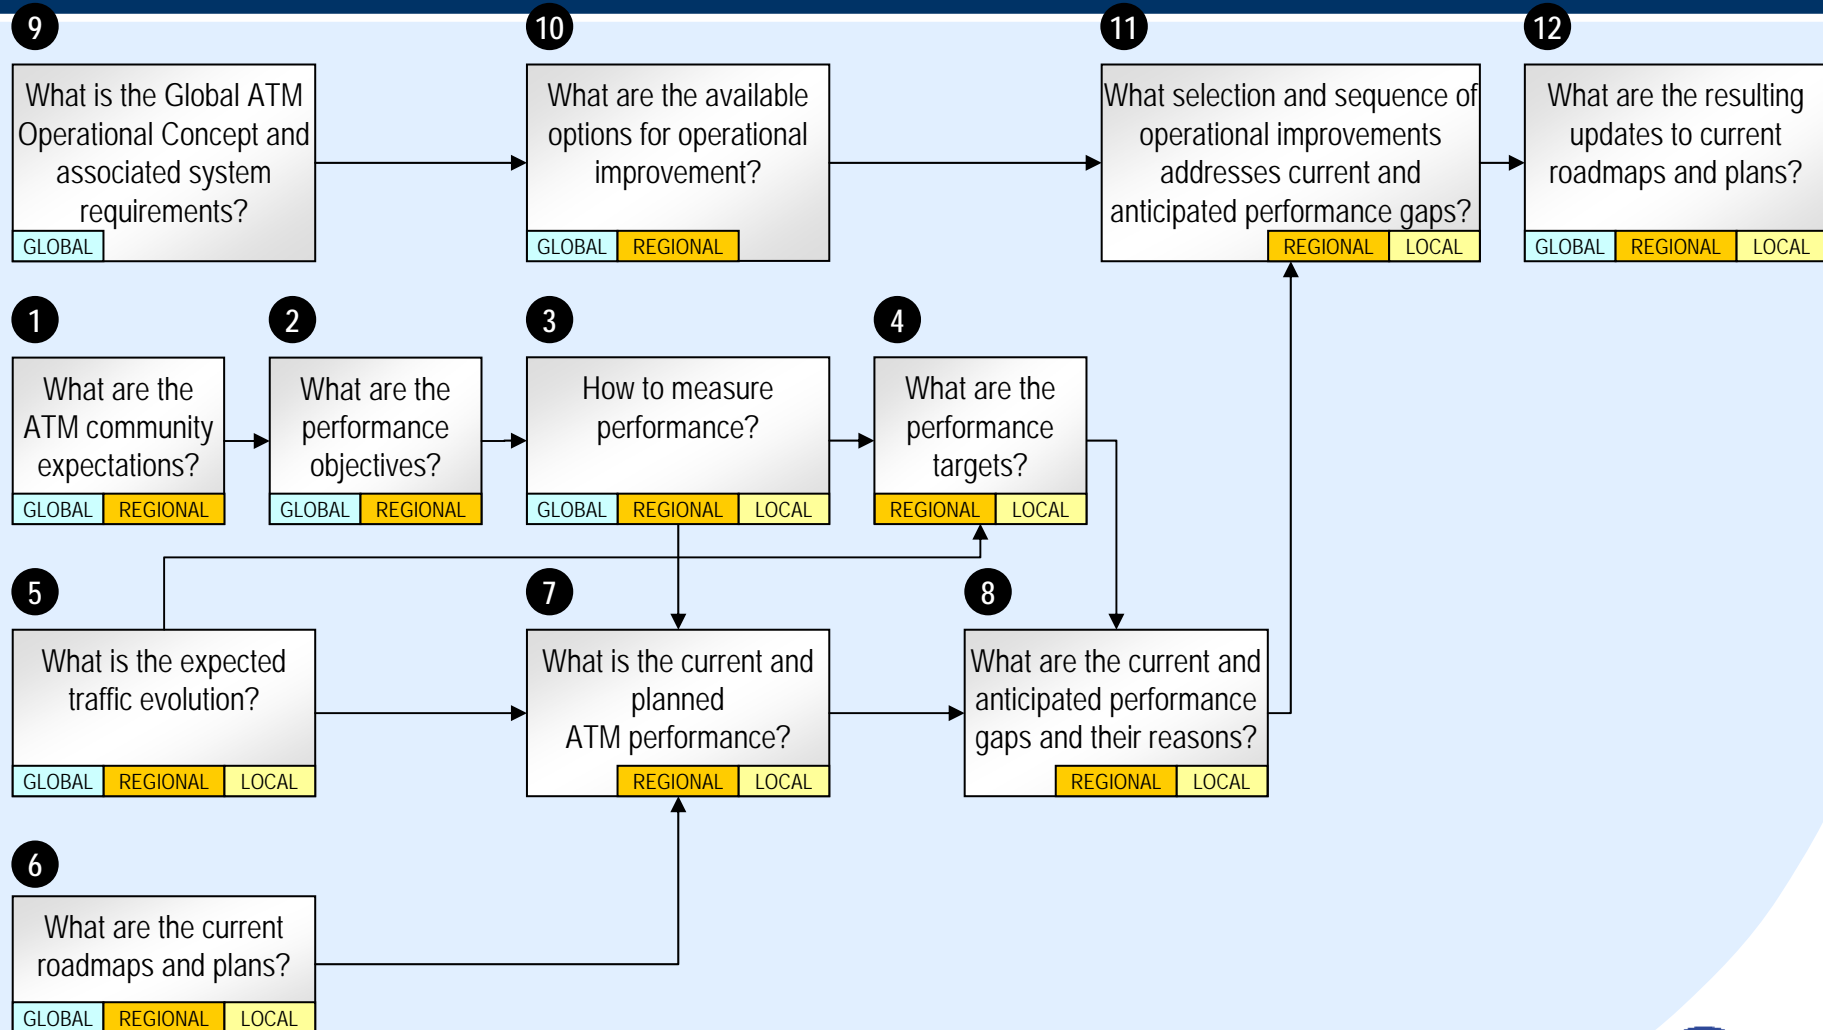 9
What is the Global ATM
Operational Concept and
associated system
requirements?
GLOBAL
10
What are the available
options for operational
improvement?
GLOBAL REGIONAL
11
What selection and sequence of
operational improvements
addresses current and
anticipated performance gaps?
REGIONAL LOCAL
12
What are the resulting
updates to current
roadmaps and plans?
GLOBAL REGIONAL LOCAL
1
What are the
ATM community
expectations?
GLOBAL REGIONAL
2
What are the
performance
objectives?
GLOBAL REGIONAL
3
How to measure
performance?
GLOBAL REGIONAL LOCAL
4
What are the
performance
targets?
REGIONAL LOCAL
5
What is the expected
traffic evolution?
GLOBAL REGIONAL LOCAL
7
What is the current and
planned
ATM performance?
REGIONAL LOCAL
8
What are the current and
anticipated performance
gaps and their reasons?
REGIONAL LOCAL
6
What are the current
roadmaps and plans?
GLOBAL REGIONAL LOCAL